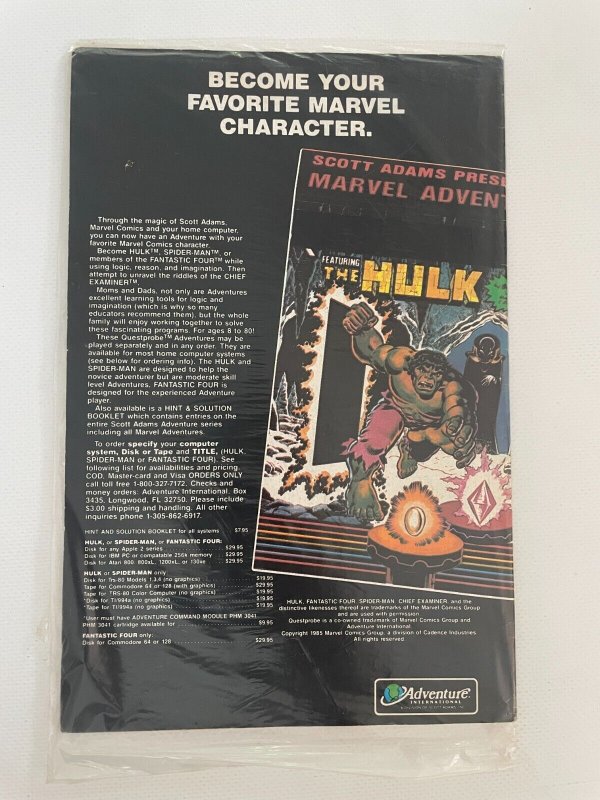 BECOME YOUR
FAVORITE MARVEL
CHARACTER.
SCOTT ADAMS PRES
MARVEL ADVEN
FEATURING
THE HULK
Through the magic of Scott Adams,
Marvel Comics and your home computer,
you can now have an Adventure with your
favorite Marvel Comics character.
Become HULK™, SPIDER-MAN™, or
members of the FANTASTIC FOUR™ while
using logic, reason, and imagination. Then
attempt to unravel the riddles of the CHIEF
EXAMINER™.
Moms and Dads, not only are Adventures
excellent learning tools for logic and
imagination (which is why so many
educators recommend them), but the whole
family will enjoy working together to solve
these fascinating programs. For ages 8 to 80!
These Questprobe™ Adventures may be
played separately and in any order. They are
available for most home computer systems
(see below for ordering info). The HULK and
SPIDER-MAN are designed to help the
novice adventurer but are moderate skill
level Adventures. FANTASTIC FOUR is
designed for the experienced Adventure
player.
Also available is a HINT & SOLUTION
BOOKLET which contains entries on the
entire Scott Adams Adventure series
including all Marvel Adventures.
To order specify your computer
system, Disk or Tape and TITLE, (HULK,
SPIDER-MAN or FANTASTIC FOUR). See
following list for availabilities and pricing.
COD, Master-card and Visa ORDERS ONLY
call toll free 1-800-327-7172. Checks and
money orders: Adventure International, Box
3435, Longwood, FL 32750. Please include
$3.00 shipping and handling. All other
inquiries phone 1-305-862-6917.
HINT AND SOLUTION BOOKLET for all systems $7.95
HULK, or SPIDER-MAN, or FANTASTIC FOUR:
Disk for any Apple 2 series $29.95
Disk for IBM PC or compatable 256k memory $29.95
Disk for Atari 800, 800xL, 1200xL, or 130xe $29.95
HULK or SPIDER-MAN only
Disk for Trs-80 Models 1,3,4 (no graphics) $19.95
Tape for Commodore 64 or 128 (with graphics) $19.95
Tape for TRS-80 Color Computer (no graphics) $19.95
*Disk for TI/994a (no graphics) $19.95
*Tape for TI/994a (no graphics) $19.95
*User must have ADVENTURE COMMAND MODULE PHM 3041
PHM 3041 cartridge available for $9.95
FANTASTIC FOUR only:
Disk for Commodore 64 or 128 $29.95
HULK, FANTASTIC FOUR, SPIDER-MAN, CHIEF EXAMINER, and the
distinctive likenesses thereof are trademarks of the Marvel Comics Group
and are used with permission.
Questprobe is a co-owned trademark of Marvel Comics Group and
Adventure International.
Copyright 1985 Marvel Comics Group, a division of Cadence Industries
All rights reserved
Adventure
INTERNATIONAL